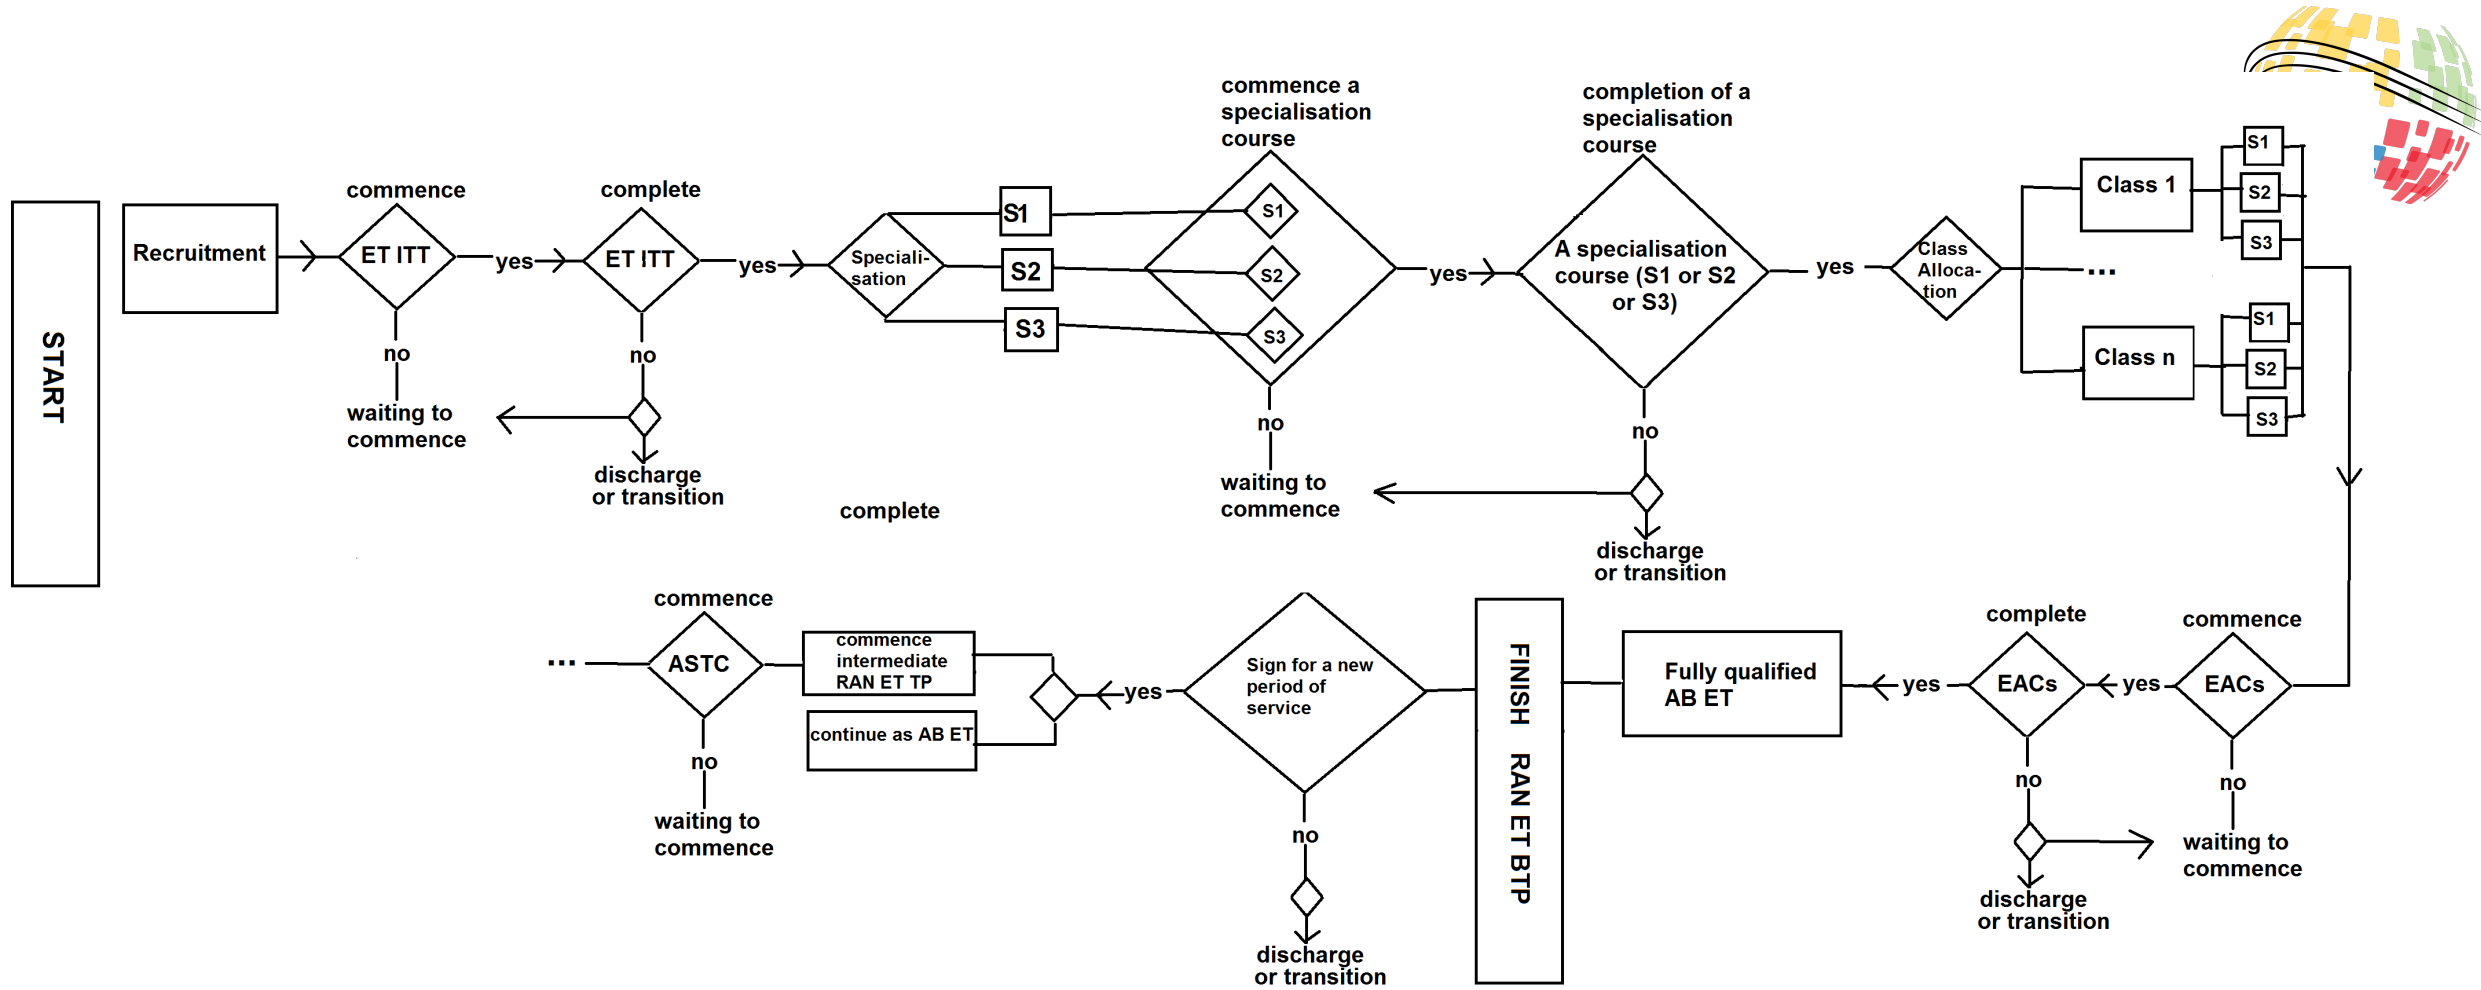 START
Recruitment
commence
ET ITT
no
waiting to
commence
yes
complete
ET ITT
no
discharge
or transition
yes
Speciali-
sation
S1
S2
S3
commence a
specialisation
course
S1
S2
S3
no
waiting to
commence
yes
completion of a
specialisation
course
A specialisation
course (S1 or S2
or S3)
no
discharge
or transition
yes
Class
Alloca-
tion
Class 1
...
Class n
S1
S2
S3
S1
S2
S3
complete
commence
EACs
no
waiting to
commence
yes
complete
EACs
no
discharge
or transition
yes
Fully qualified
AB ET
FINISH RAN ET BTP
Sign for a new
period of
service
no
discharge
or transition
yes
commence
intermediate
RAN ET TP
continue as AB ET
commence
ASTC
no
waiting to
commence
...